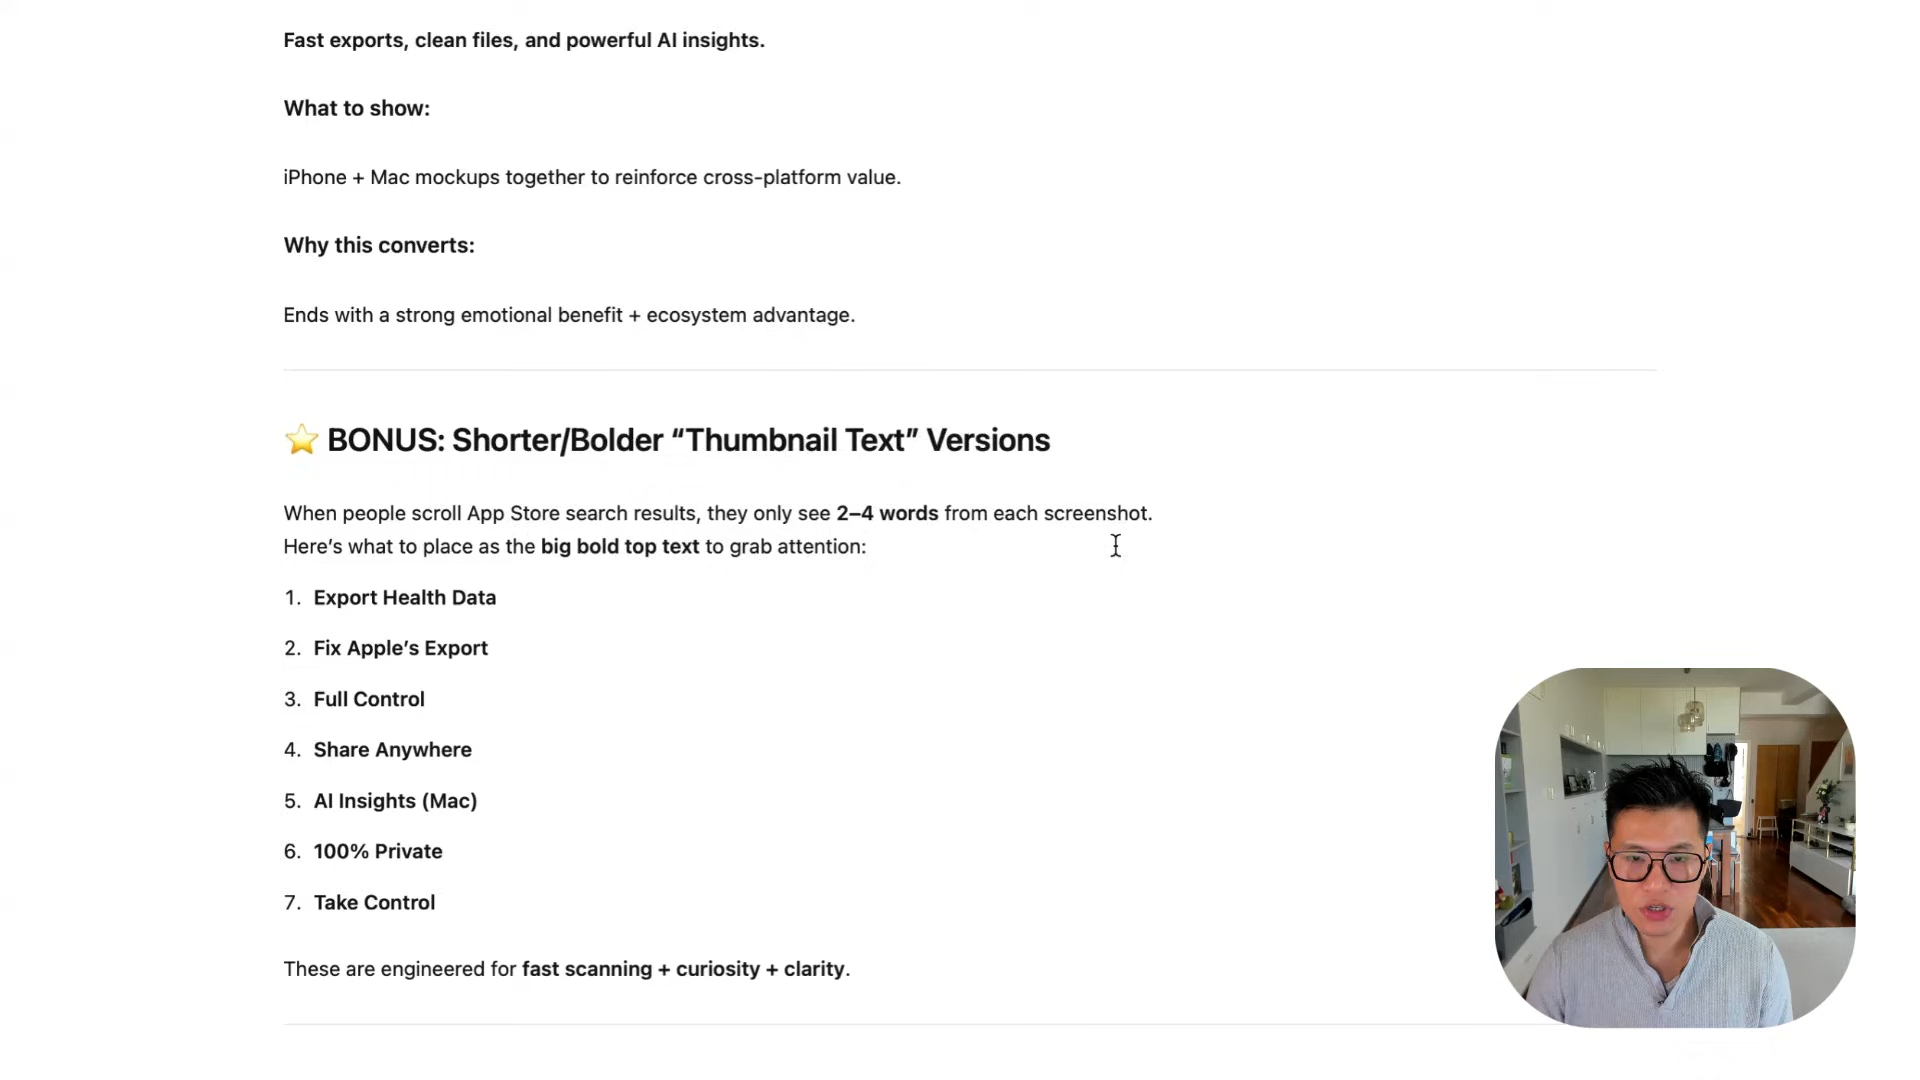 Fast exports, clean files, and powerful AI insights.
What to show:
iPhone + Mac mockups together to reinforce cross-platform value.
Why this converts:
Ends with a strong emotional benefit + ecosystem advantage.
⭐ BONUS: Shorter/Bolder “Thumbnail Text” Versions
When people scroll App Store search results, they only see 2–4 words from each screenshot.
Here’s what to place as the big bold top text to grab attention:
1. Export Health Data
2. Fix Apple’s Export
3. Full Control
4. Share Anywhere
5. AI Insights (Mac)
6. 100% Private
7. Take Control
These are engineered for fast scanning + curiosity + clarity.